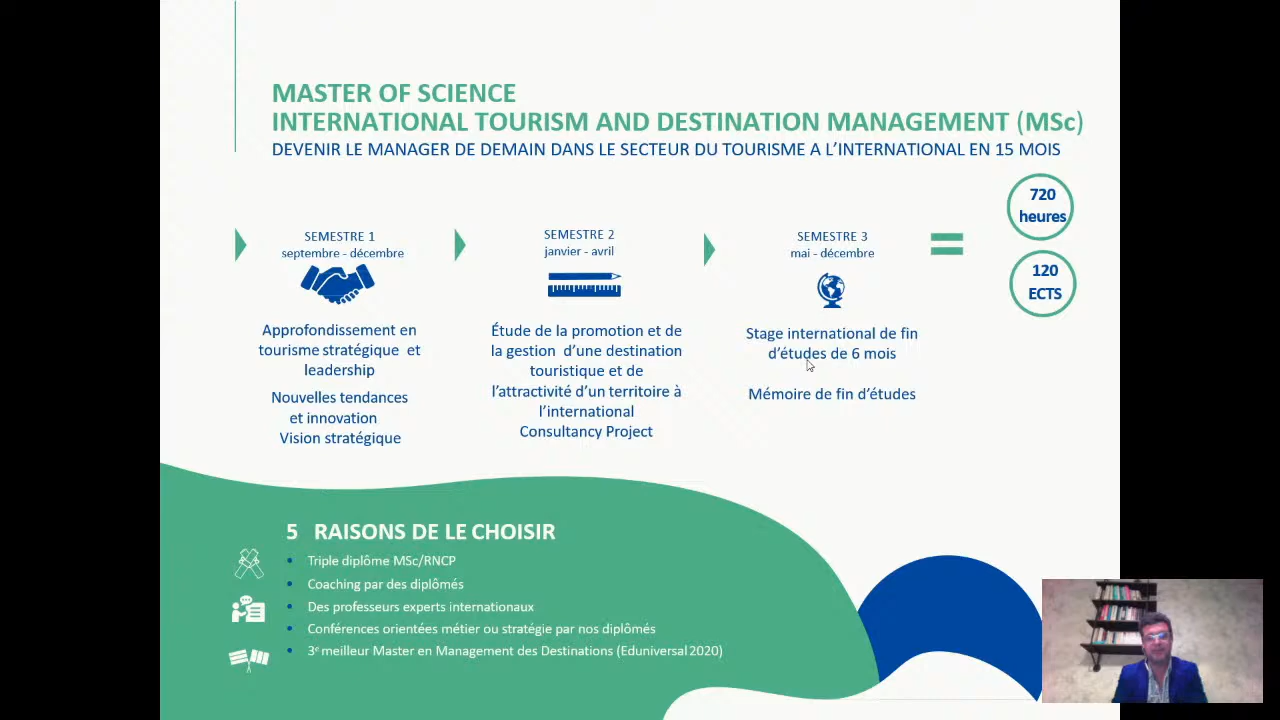 MASTER OF SCIENCE
INTERNATIONAL TOURISM AND DESTINATION MANAGEMENT (MSc)
DEVENIR LE MANAGER DE DEMAIN DANS LE SECTEUR DU TOURISME A L’INTERNATIONAL EN 15 MOIS
720
heures
120
ECTS
SEMESTRE 1
septembre - décembre
Approfondissement en
tourisme stratégique et
leadership
Nouvelles tendances
et innovation
Vision stratégique
SEMESTRE 2
janvier - avril
Étude de la promotion et de
la gestion d’une destination
touristique et de
l’attractivité d’un territoire à
l’international
Consultancy Project
SEMESTRE 3
mai - décembre
Stage international de fin
d’études de 6 mois
Mémoire de fin d’études
5 RAISONS DE LE CHOISIR
• Triple diplôme MSc/RNCP
• Coaching par des diplômés
• Des professeurs experts internationaux
• Conférences orientées métier ou stratégie par nos diplômés
• 3e meilleur Master en Management des Destinations (Eduniversal 2020)